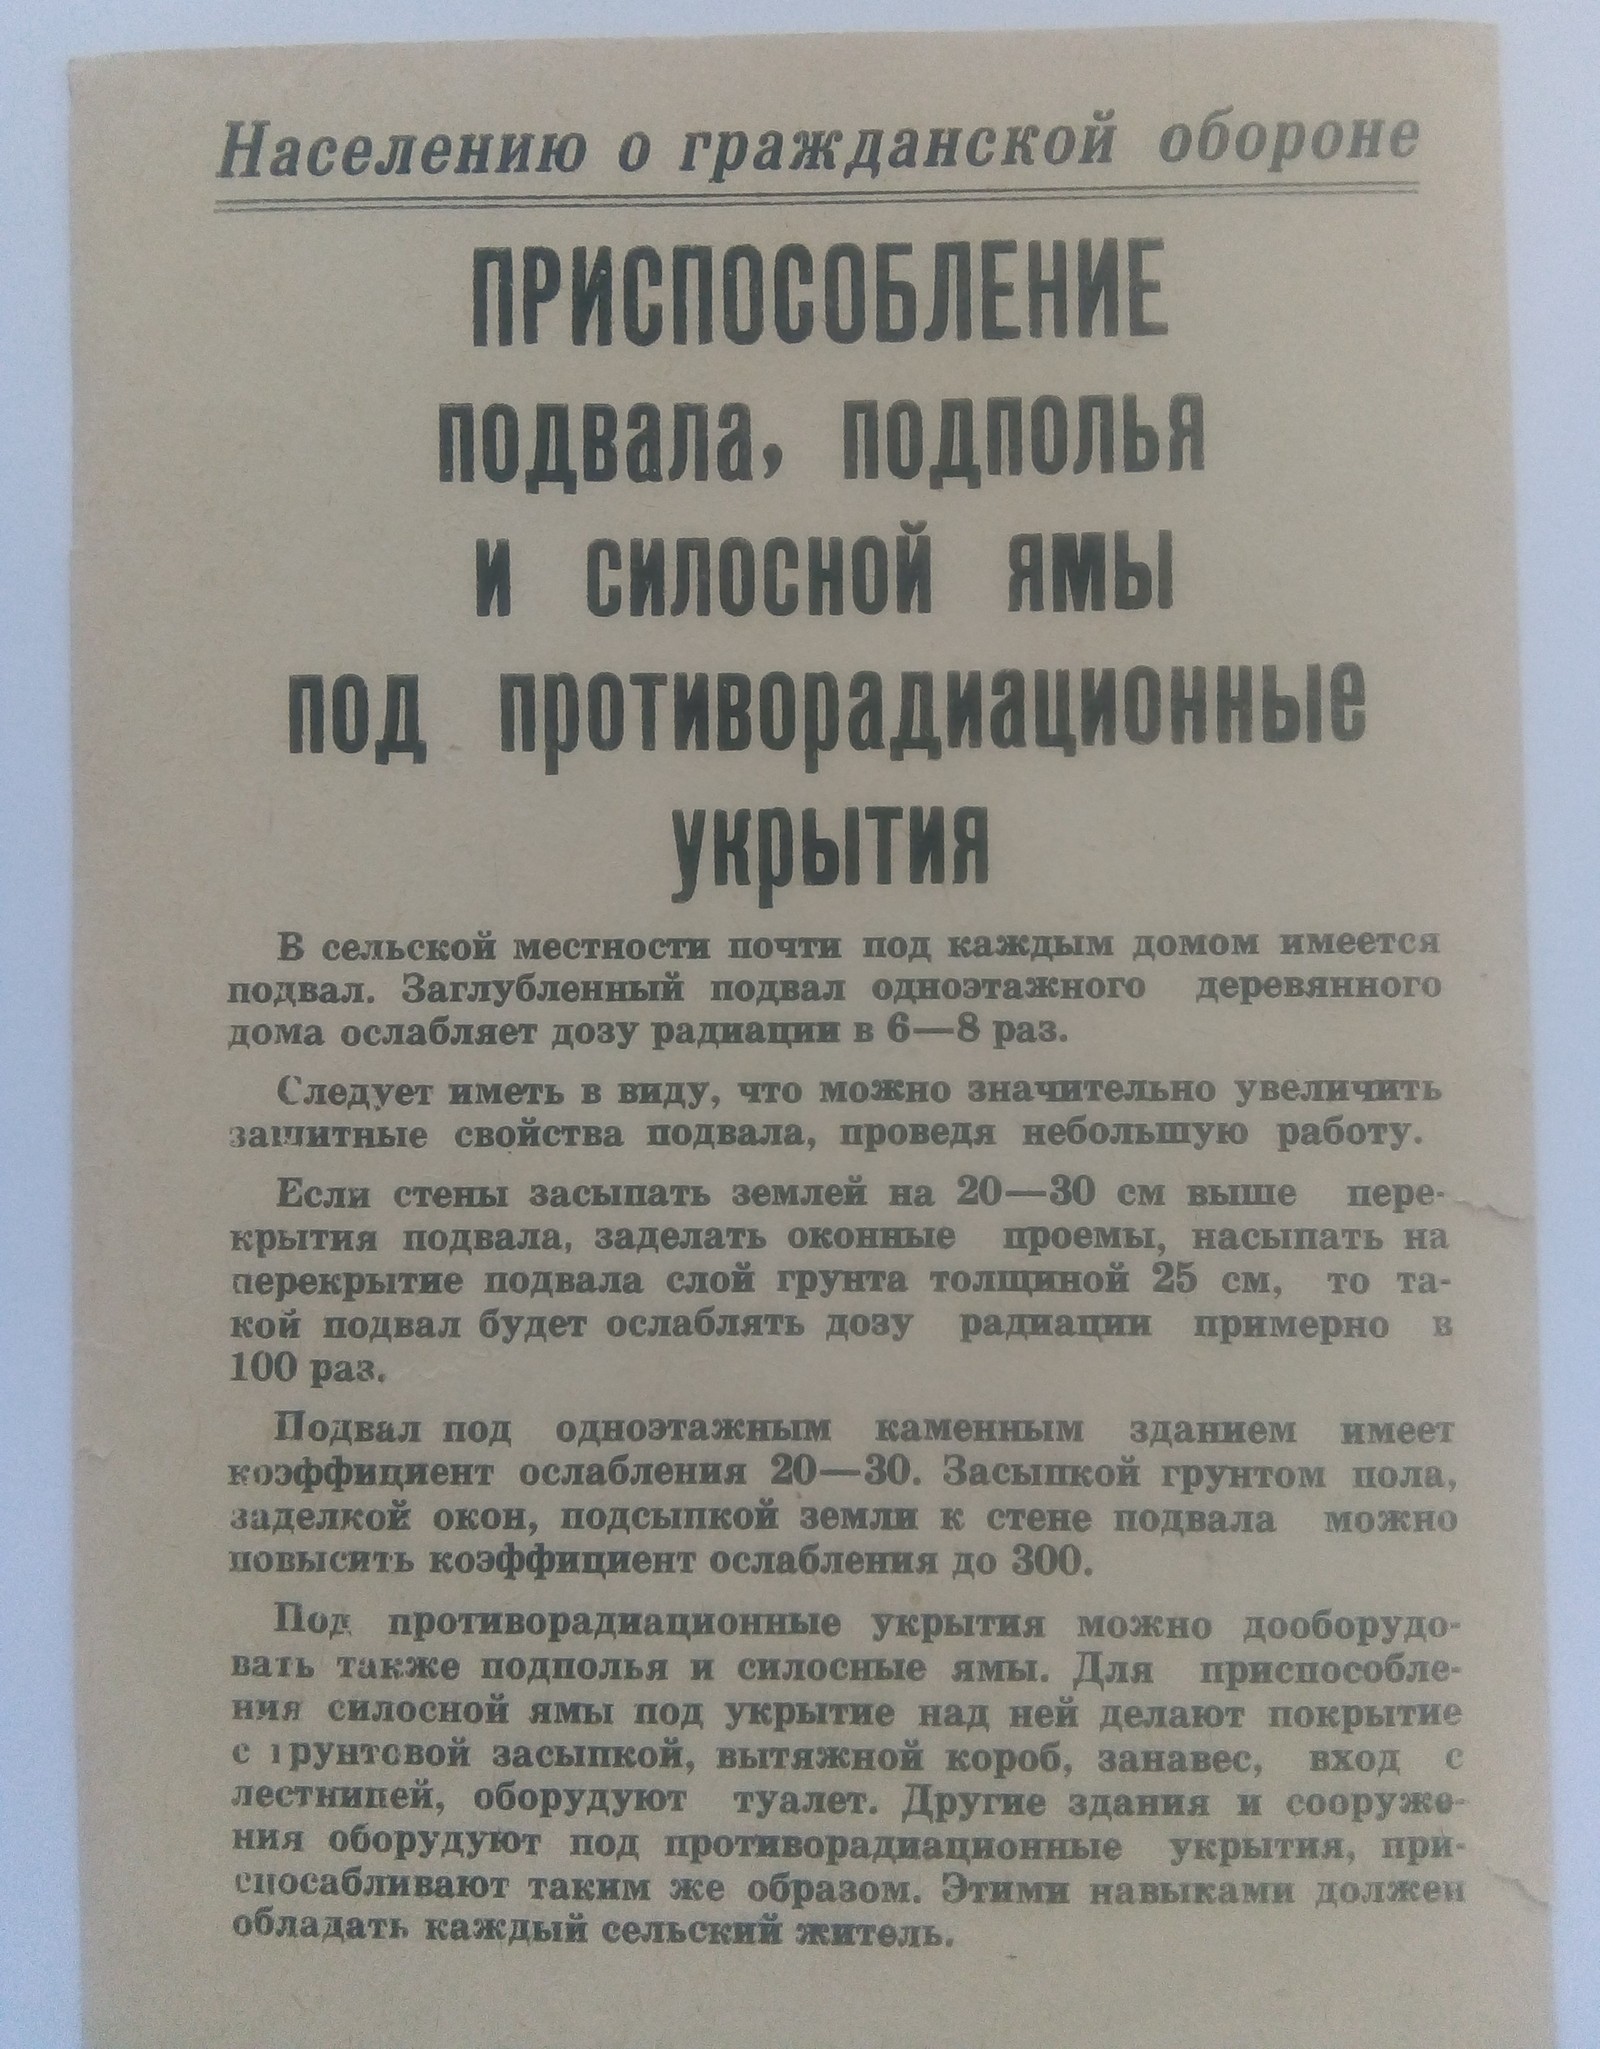 Населению о гражданской обороне
ПРИСПОСОБЛЕНИЕ
подвала, подполья
и силосной ямы
под противорадиационные
укрытия
В сельской местности почти под каждым домом имеется
подвал. Заглубленный подвал одноэтажного деревянного
дома ослабляет дозу радиации в 6—8 раз.
Следует иметь в виду, что можно значительно увеличить
защитные свойства подвала, проведя небольшую работу.
Если стены засыпать землей на 20—30 см выше пере-
крытия подвала, заделать оконные проемы, насыпать на
перекрытие подвала слой грунта толщиной 25 см, то та-
кой подвал будет ослаблять дозу радиации примерно в
100 раз.
Подвал под одноэтажным каменным зданием имеет
коэффициент ослабления 20—30. Засыпкой грунтом пола,
заделкой окон, подсыпкой земли к стене подвала можно
повысить коэффициент ослабления до 300.
Под противорадиационные укрытия можно дооборудо-
вать также подполья и силосные ямы. Для приспособле-
ния силосной ямы под укрытие над ней делают покрытие
с грунтовой засыпкой, вытяжной короб, занавес, вход с
лестницей, оборудуют туалет. Другие здания и сооруже-
ния оборудуют под противорадиационные укрытия, при-
спосабливают таким же образом. Этими навыками должен
обладать каждый сельский житель.